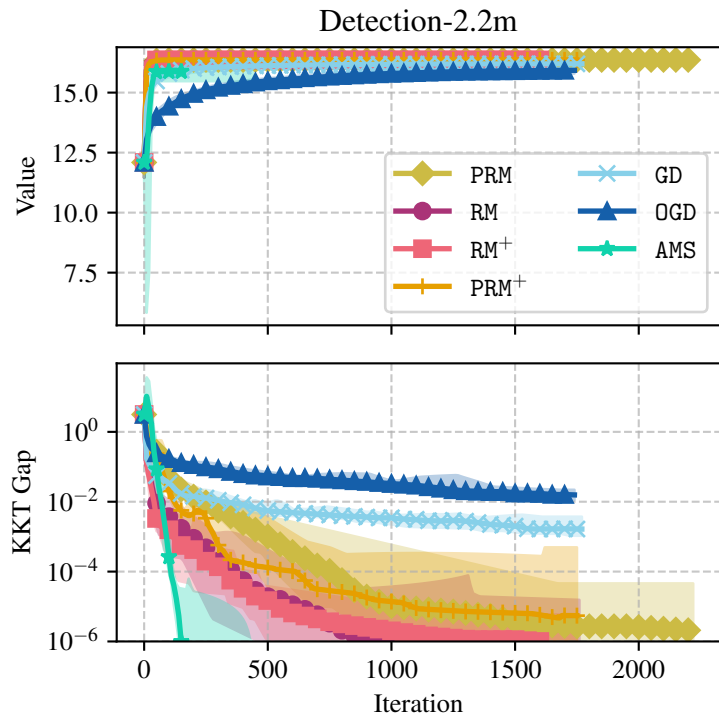 Detection-2.2m
Value
15.0
12.5
10.0
7.5
PRM
RM
RM+
PRM+
GD
OGD
AMS
KKT Gap
10^0
10^−2
10^−4
10^−6
0 500 1000 1500 2000
Iteration